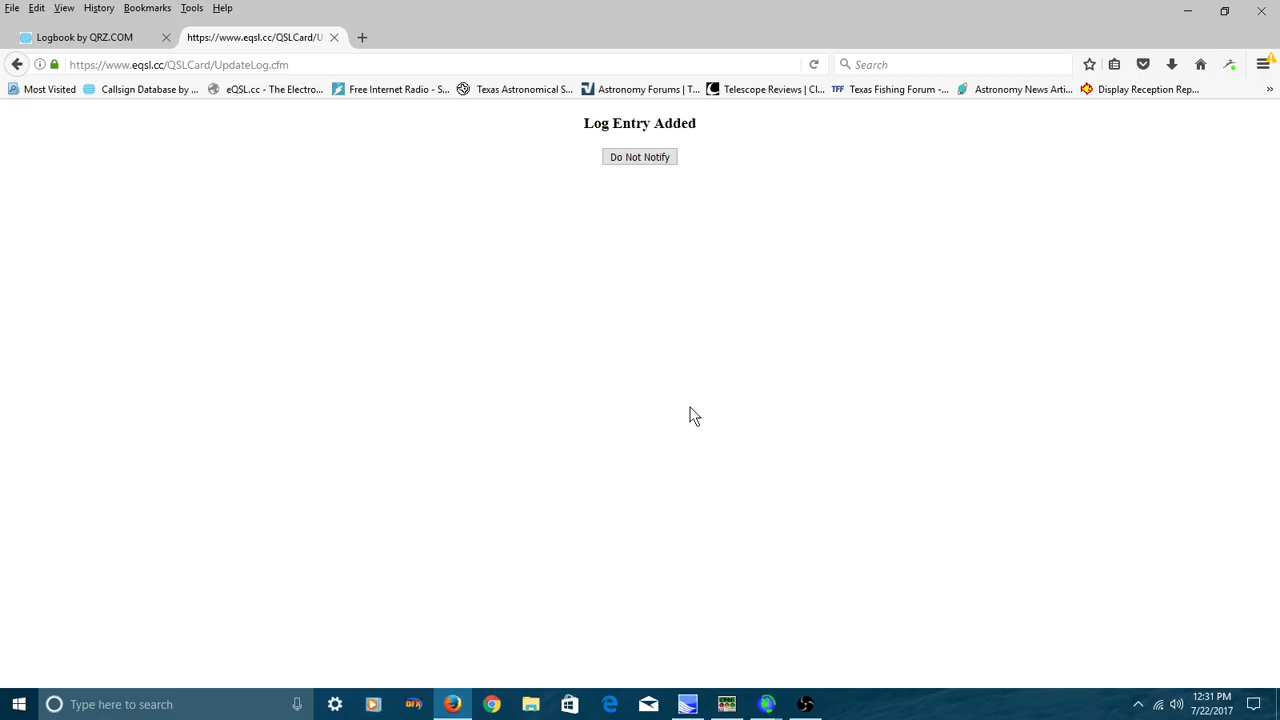 File Edit View History Bookmarks Tools Help
Logbook by QRZ.COM https://www.eqsl.cc/QSLCard/U
https://www.eqsl.cc/QSLCard/UpdateLog.cfm Search
Most Visited Callsign Database by ... eQSL.cc - The Electro... Free Internet Radio - S... Texas Astronomical S... Astronomy Forums | T... Telescope Reviews | Cl... TFF Texas Fishing Forum -... Astronomy News Arti... Display Reception Rep...
Log Entry Added
Do Not Notify
Type here to search DFX 12:31 PM
7/22/2017